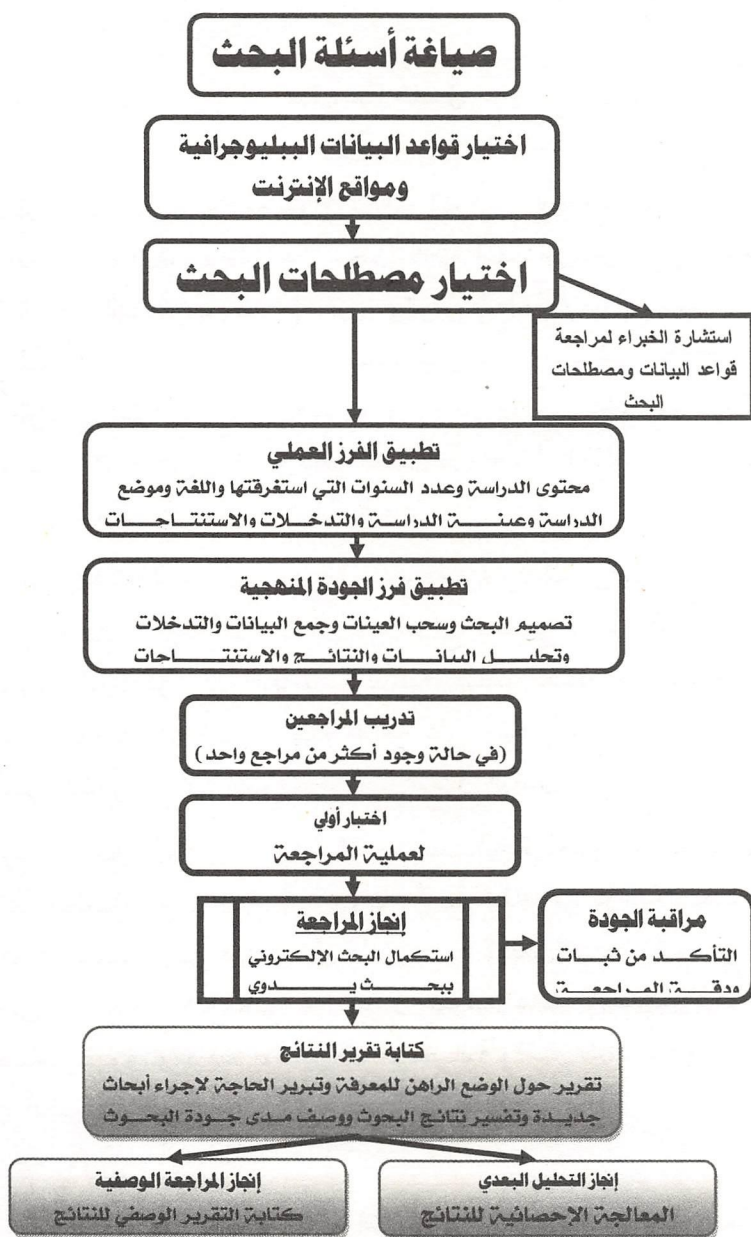 صياغة أسئلة البحث
اختيار قواعد البيانات الببليوجرافية
ومواقع الإنترنت
اختيار مصطلحات البحث
استشارة الخبراء لمراجعة
قواعد البيانات ومصطلحات
البحث
تطبيق الفرز العملي
محتوى الدراسة وعدد السنوات التي استغرقتها واللغة وموضع
الدراسة وعينة الدراسة والتدخلات والاستنتاجات
تطبيق فرز الجودة المنهجية
تصميم البحث وسحب العينات وجمع البيانات والتدخلات
وتحليل البيانات والنتائج والاستنتاجات
تدريب المراجعين
(في حالة وجود أكثر من مراجع واحد)
اختبار أولي
لعملية المراجعة
إنجاز المراجعة
استكمال البحث الإلكتروني
ببحث يدوي
مراقبة الجودة
التأكد من ثبات
ودقة المراجعة
كتابة تقرير النتائج
تقرير حول الوضع الراهن للمعرفة وتبرير الحاجة لإجراء أبحاث
جديدة وتفسير نتائج البحوث ووصف مدى جودة البحوث
إنجاز التحليل البعدي
المعالجة الإحصائية للنتائج
إنجاز المراجعة الوصفية
كتابة التقرير الوصفي للنتائج